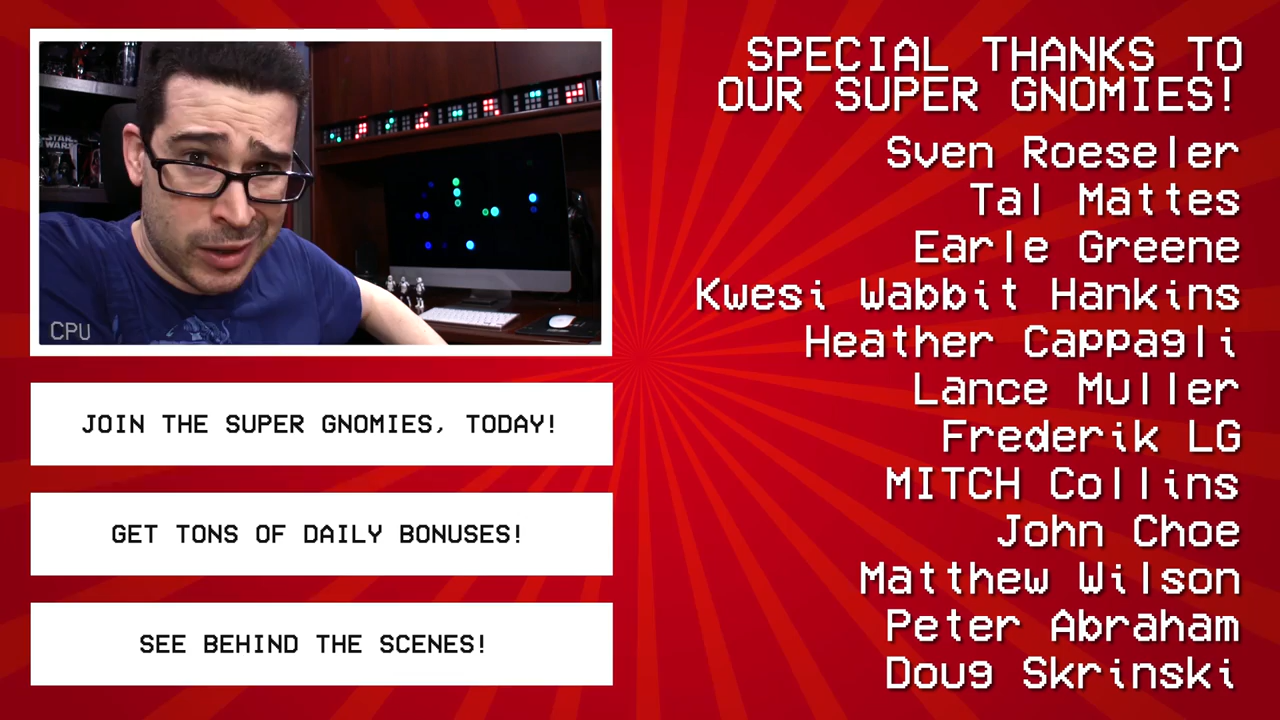 STAR
WARS
CPU
JOIN THE SUPER GNOMIES, TODAY!
GET TONS OF DAILY BONUSES!
SEE BEHIND THE SCENES!
SPECIAL THANKS TO
OUR SUPER GNOMIES!
Sven Roeseler
Tal Mattes
Earle Greene
Kwesi Wabbit Hankins
Heather Cappagli
Lance Muller
Frederik LG
MITCH Collins
John Choe
Matthew Wilson
Peter Abraham
Doug Skrinski